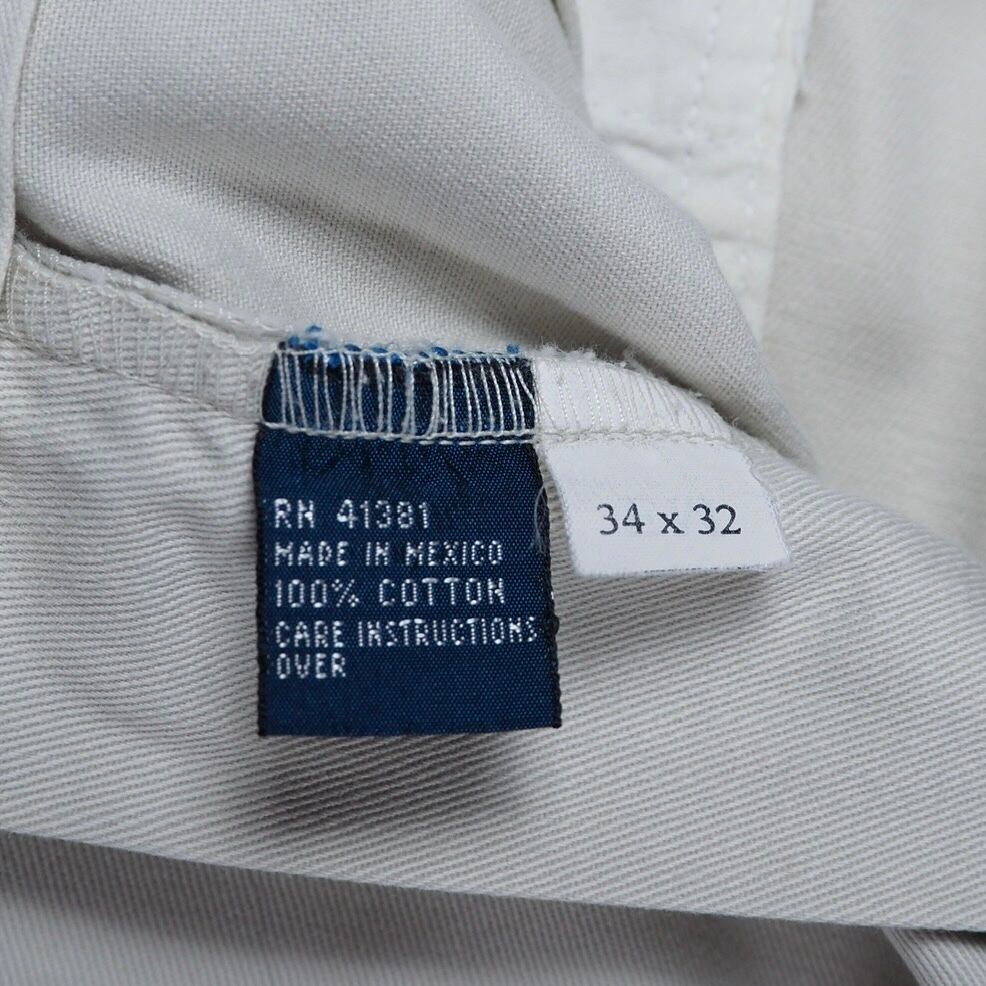 RN 41381
MADE IN MEXICO
100% COTTON
CARE INSTRUCTIONS
OVER
34 x 32